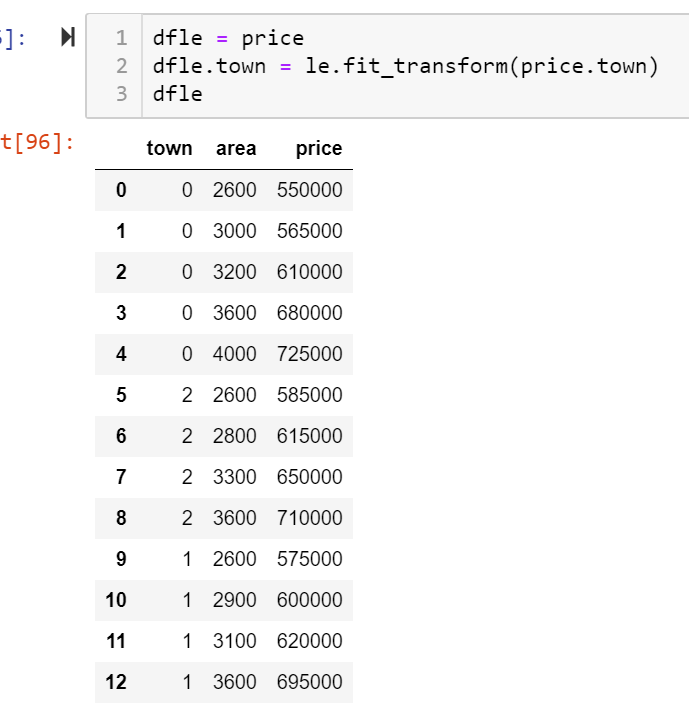 5]:
1 dfle = price
2 dfle.town = le.fit_transform(price.town)
3 dfle
t[96]:
town area price
0 0 2600 550000
1 0 3000 565000
2 0 3200 610000
3 0 3600 680000
4 0 4000 725000
5 2 2600 585000
6 2 2800 615000
7 2 3300 650000
8 2 3600 710000
9 1 2600 575000
10 1 2900 600000
11 1 3100 620000
12 1 3600 695000